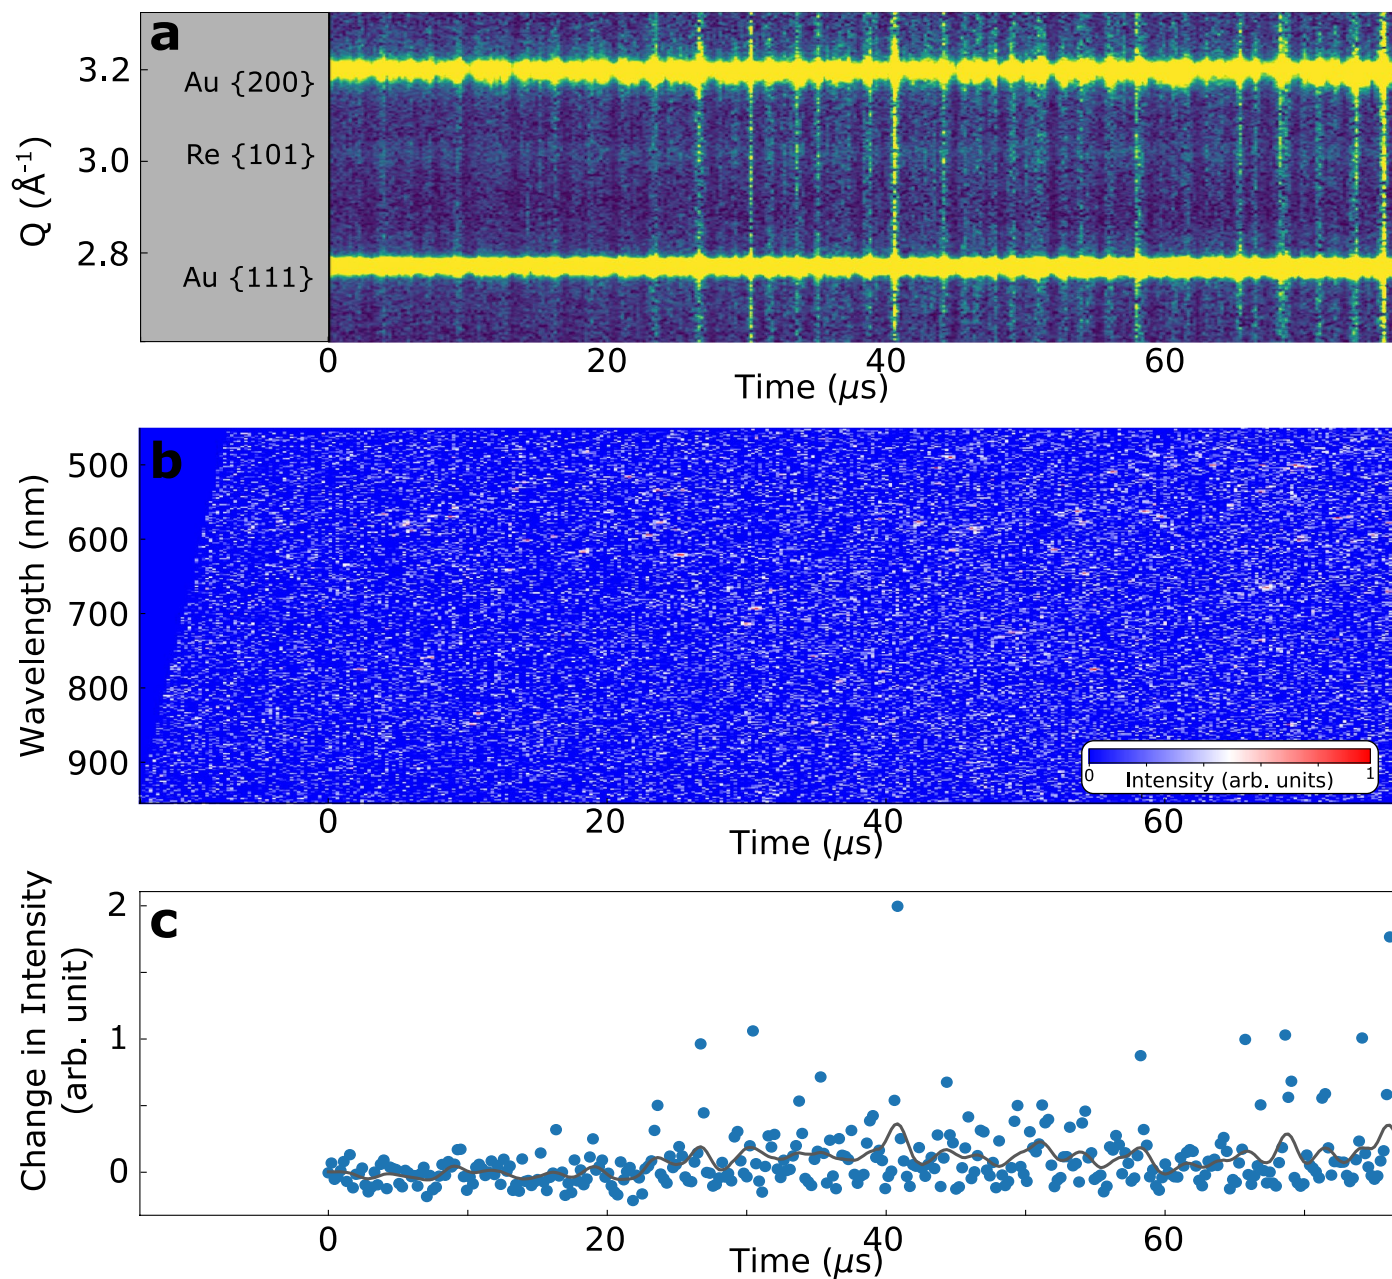 a
3.2
Au {200}
Re {101}
3.0
2.8
Au {111}
Q (Å⁻¹)
0 20 40 60
Time (μs)
b
500
600
700
800
900
Wavelength (nm)
0 Intensity (arb. units) 1
0 20 40 60
Time (μs)
c
2
1
0
Change in Intensity
(arb. unit)
0 20 40 60
Time (μs)